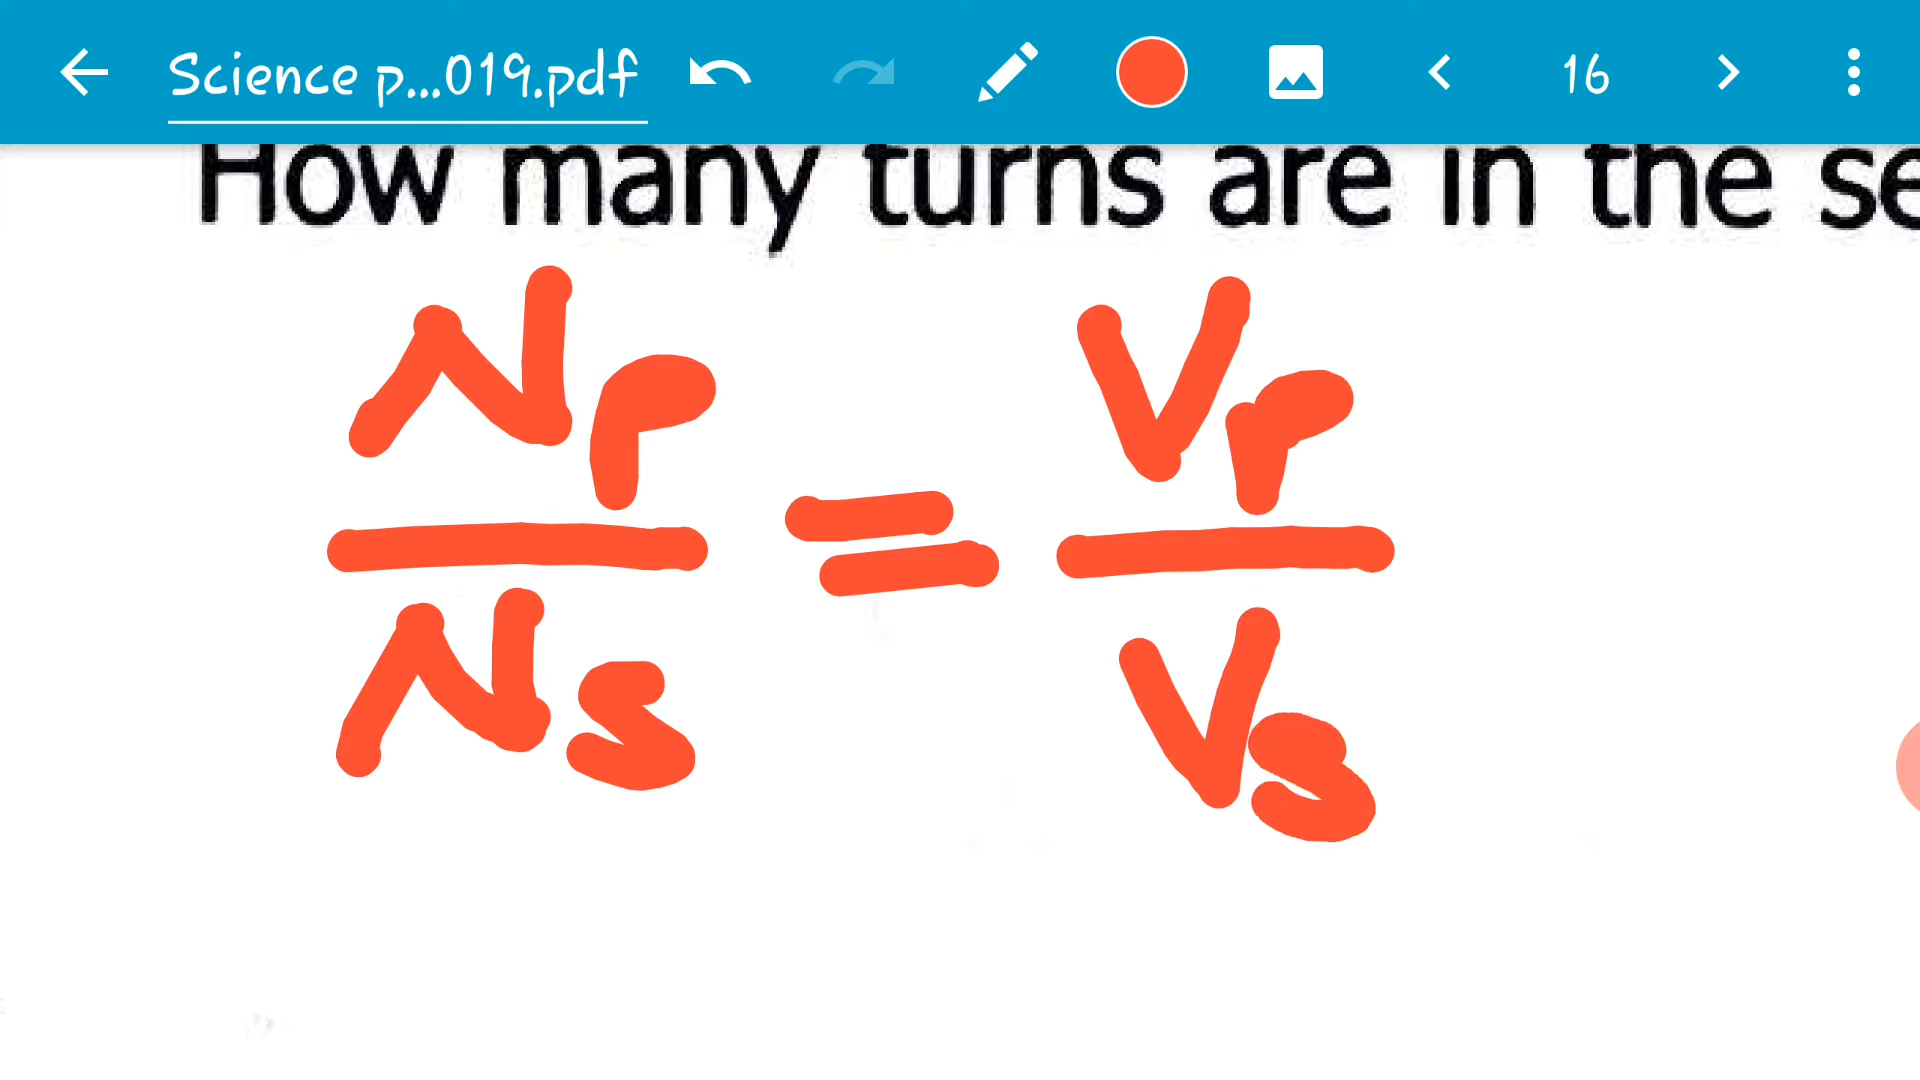 Science p...019.pdf 16
How many turns are in the se
Np = Vp
Ns Vs